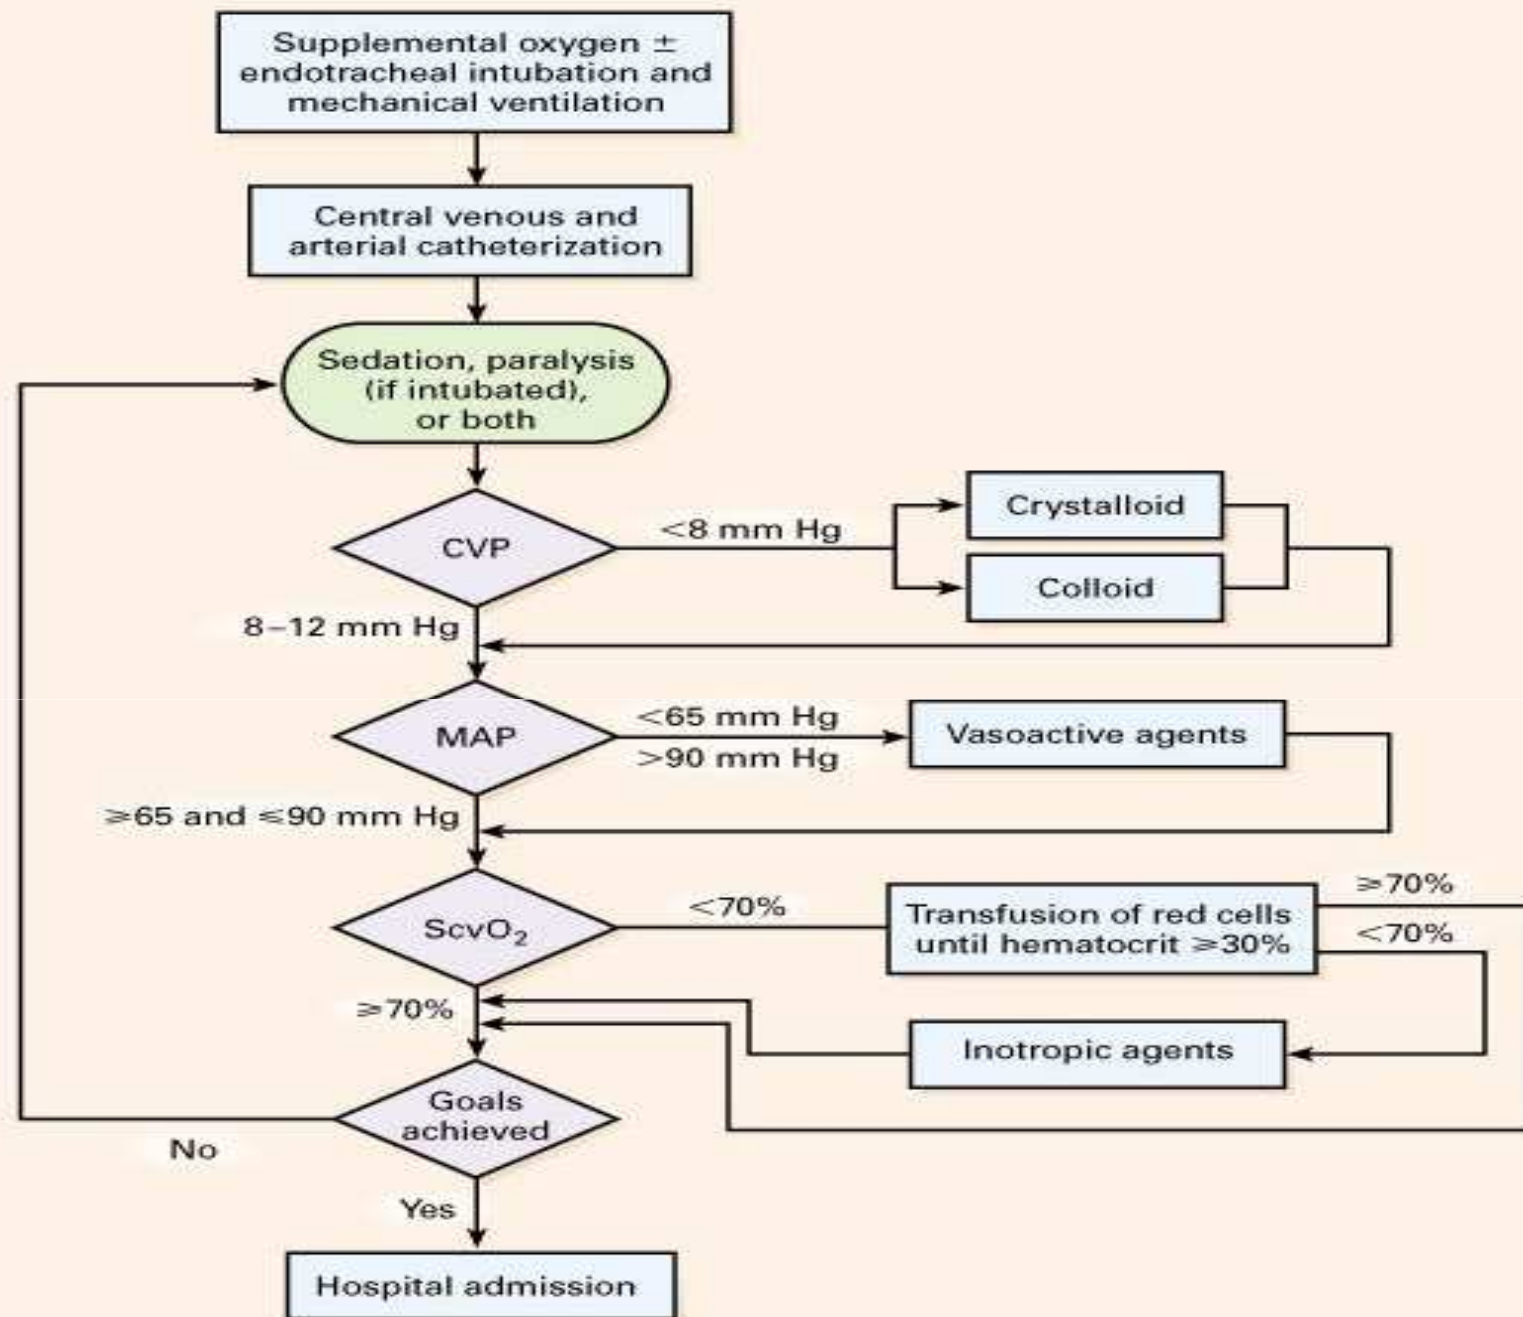 Supplemental oxygen ±
endotracheal intubation and
mechanical ventilation
Central venous and
arterial catheterization
Sedation, paralysis
(if intubated),
or both
CVP
<8 mm Hg
Crystalloid
Colloid
8–12 mm Hg
MAP
<65 mm Hg
>90 mm Hg
Vasoactive agents
⩾65 and ⩽90 mm Hg
ScvO₂
<70%
Transfusion of red cells
until hematocrit ⩾30%
⩾70%
<70%
⩾70%
Inotropic agents
Goals
achieved
No
Yes
Hospital admission